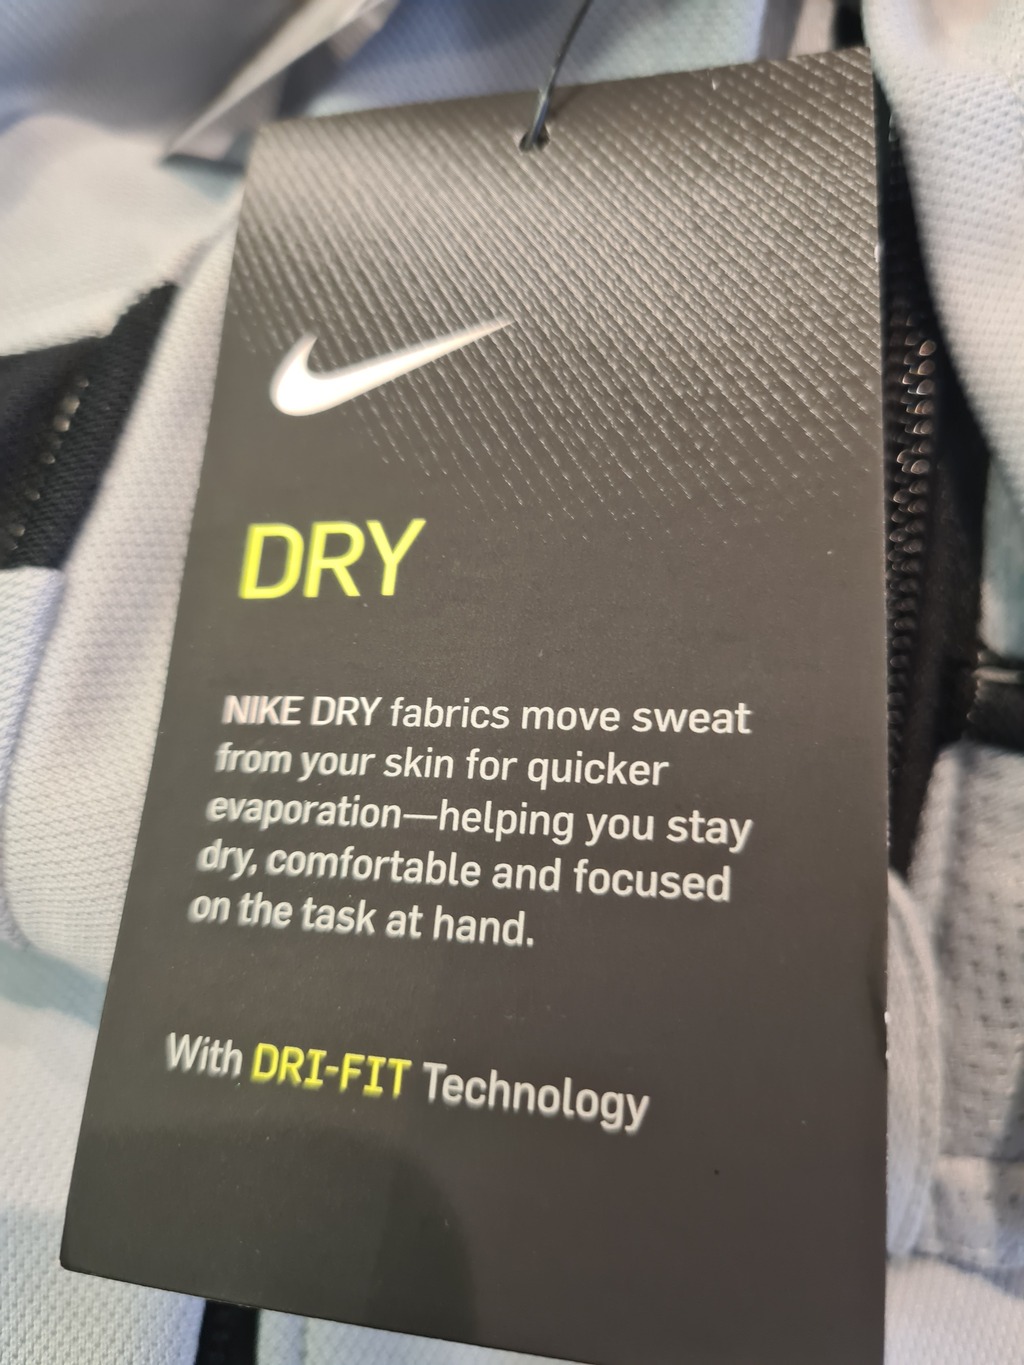 DRY
NIKE DRY fabrics move sweat
from your skin for quicker
evaporation—helping you stay
dry, comfortable and focused
on the task at hand.
With DRI-FIT Technology